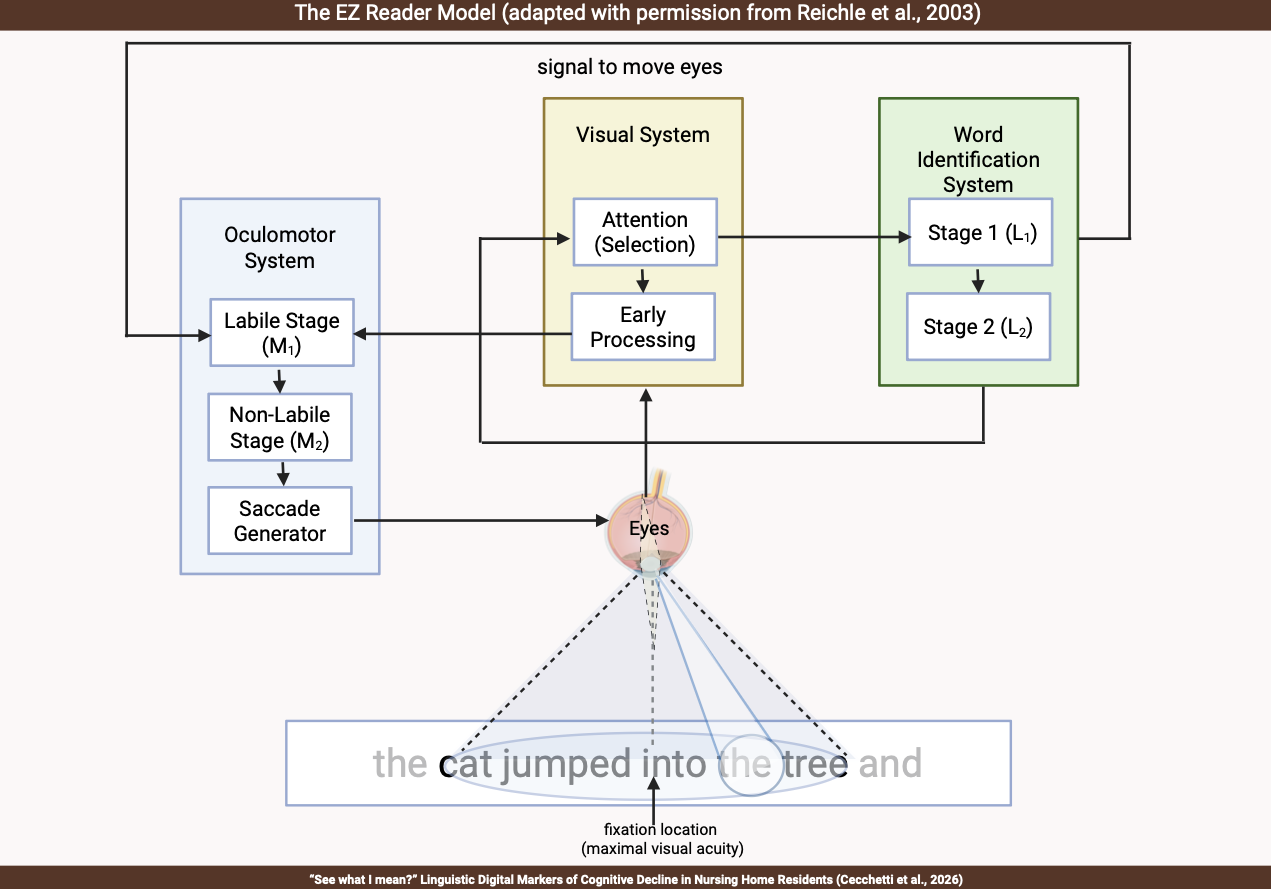 The EZ Reader Model (adapted with permission from Reichle et al., 2003)
signal to move eyes
Oculomotor
System
Labile Stage
(M₁)
Non-Labile
Stage (M₂)
Saccade
Generator
Visual System
Attention
(Selection)
Early
Processing
Word
Identification
System
Stage 1 (L₁)
Stage 2 (L₂)
Eyes
the cat jumped into the tree and
fixation location
(maximal visual acuity)
“See what I mean?” Linguistic Digital Markers of Cognitive Decline in Nursing Home Residents (Cecchetti et al., 2026)